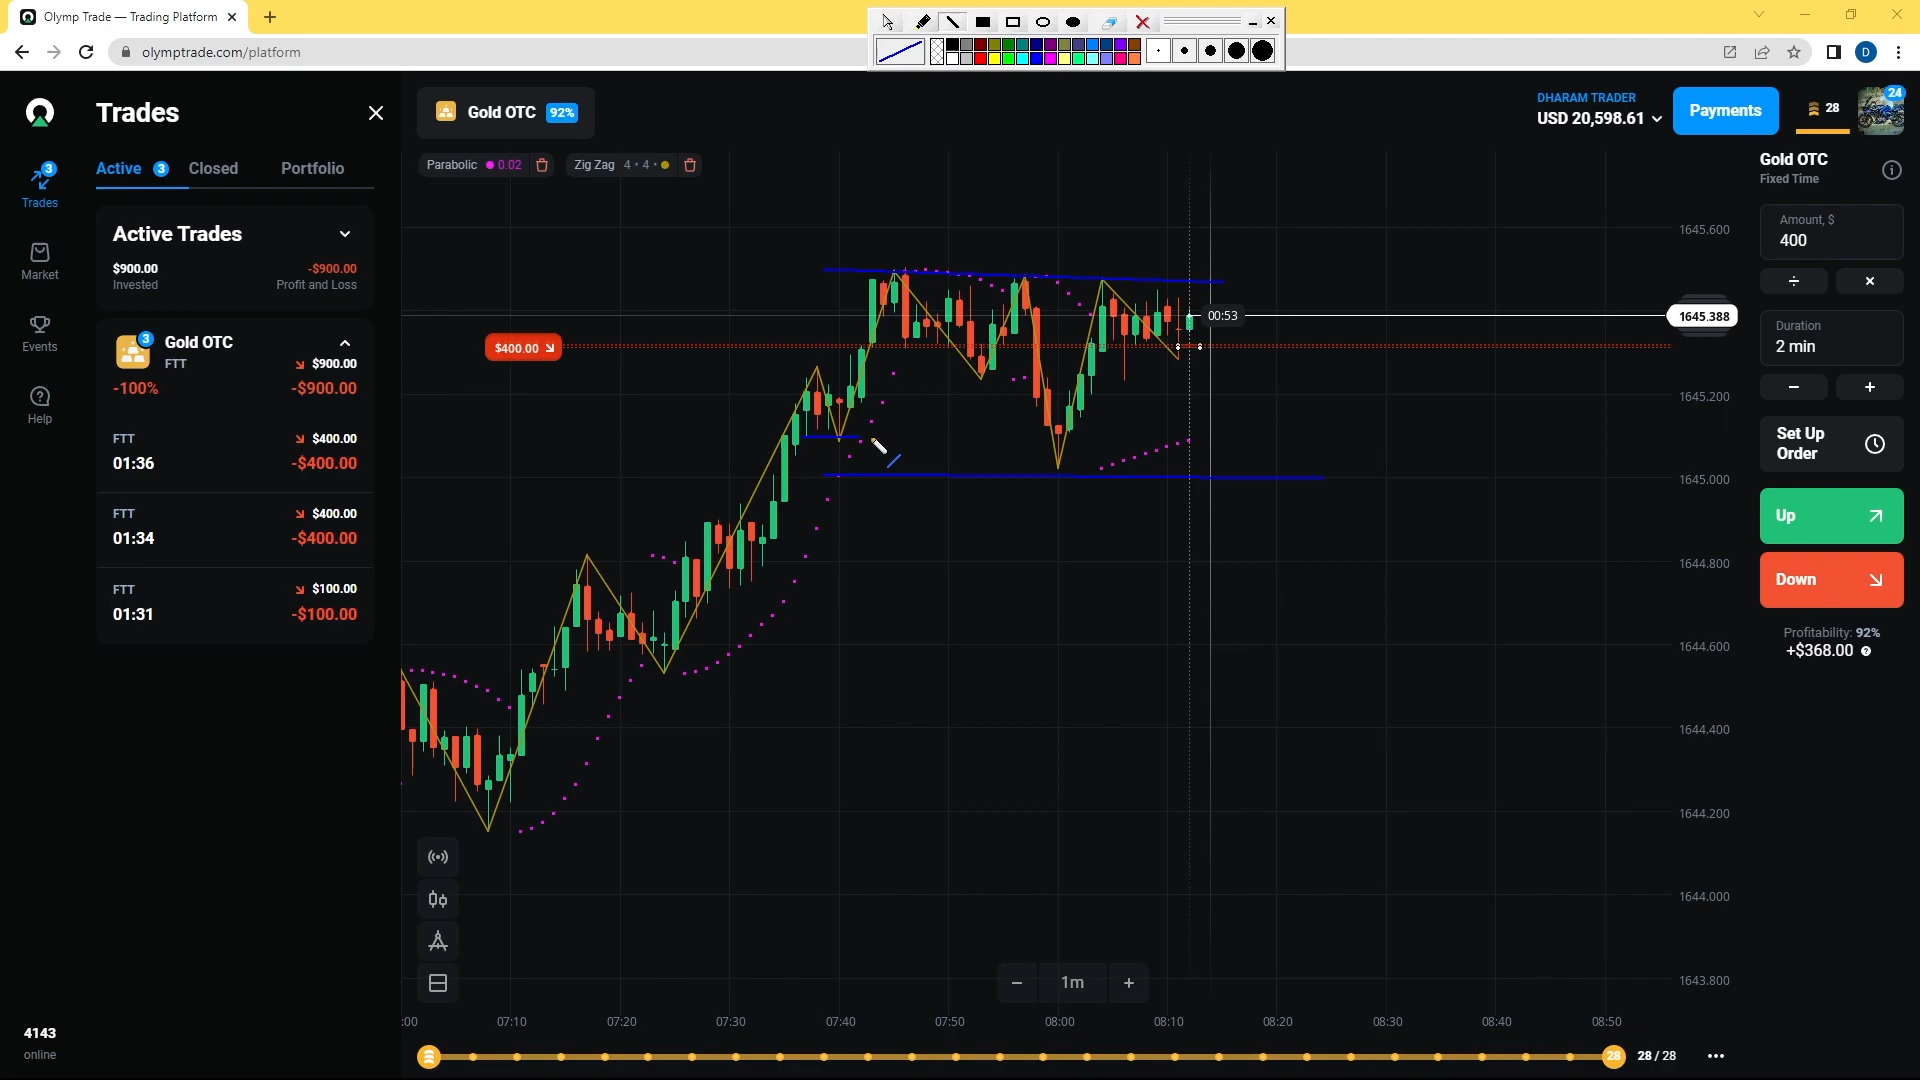 Olymp Trade — Trading Platform
olymptrade.com/platform
D
Trades
Active 3 Closed Portfolio
Active Trades
$900.00 -$900.00
Invested Profit and Loss
3 Gold OTC
FTT $900.00
-100% -$900.00
FTT $400.00
01:36 -$400.00
FTT $400.00
01:34 -$400.00
FTT $100.00
01:31 -$100.00
3
Trades
Market
Events
Help
4143
online
Gold OTC 92%
Parabolic 0.02 Zig Zag 4 • 4 •
$400.00
00:53
1645.388
1645.600
1645.200
1645.000
1644.800
1644.600
1644.400
1644.200
1644.000
1643.800
1m
:00 07:10 07:20 07:30 07:40 07:50 08:00 08:10 08:20 08:30 08:40 08:50
28 28 / 28
DHARAM TRADER
USD 20,598.61
Payments
28
24
Gold OTC
Fixed Time
Amount, $
400
÷ ×
Duration
2 min
− +
Set Up
Order
Up
Down
Profitability: 92%
+$368.00